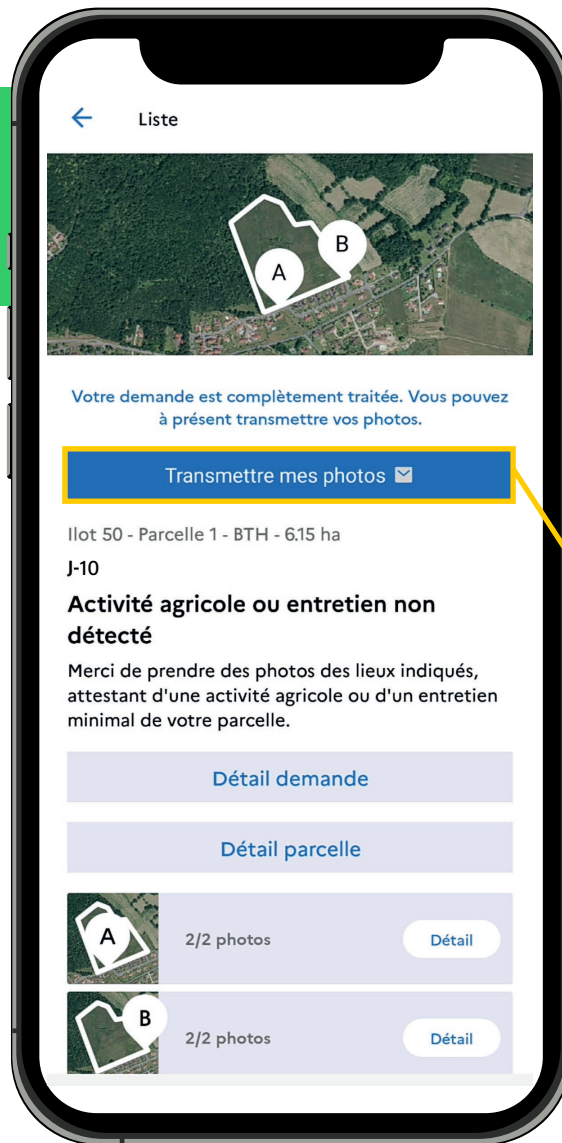 Liste
B
A
Votre demande est complètement traitée. Vous pouvez
à présent transmettre vos photos.
Transmettre mes photos
Ilot 50 - Parcelle 1 - BTH - 6.15 ha
J-10
Activité agricole ou entretien non
détecté
Merci de prendre des photos des lieux indiqués,
attestant d'une activité agricole ou d'un entretien
minimal de votre parcelle.
Détail demande
Détail parcelle
A 2/2 photos Détail
B 2/2 photos Détail